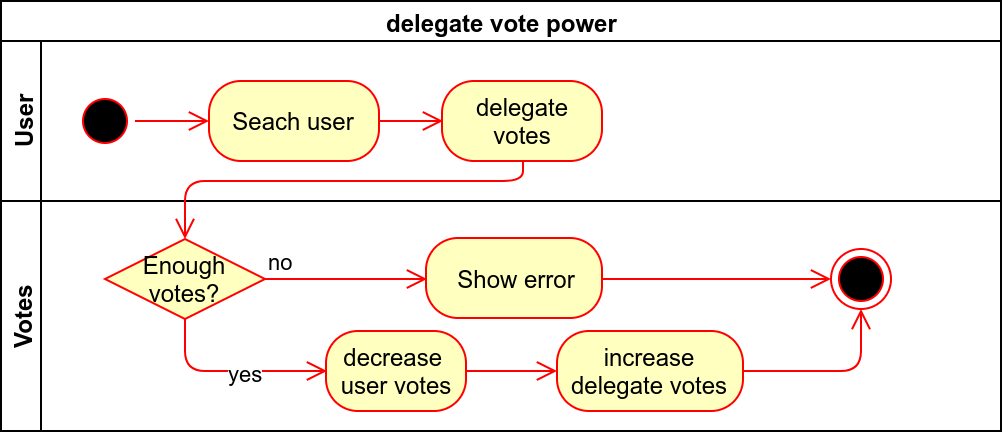 delegate vote power
User
Seach user
delegate
votes
Votes
Enough
votes?
no
Show error
yes
decrease
user votes
increase
delegate votes